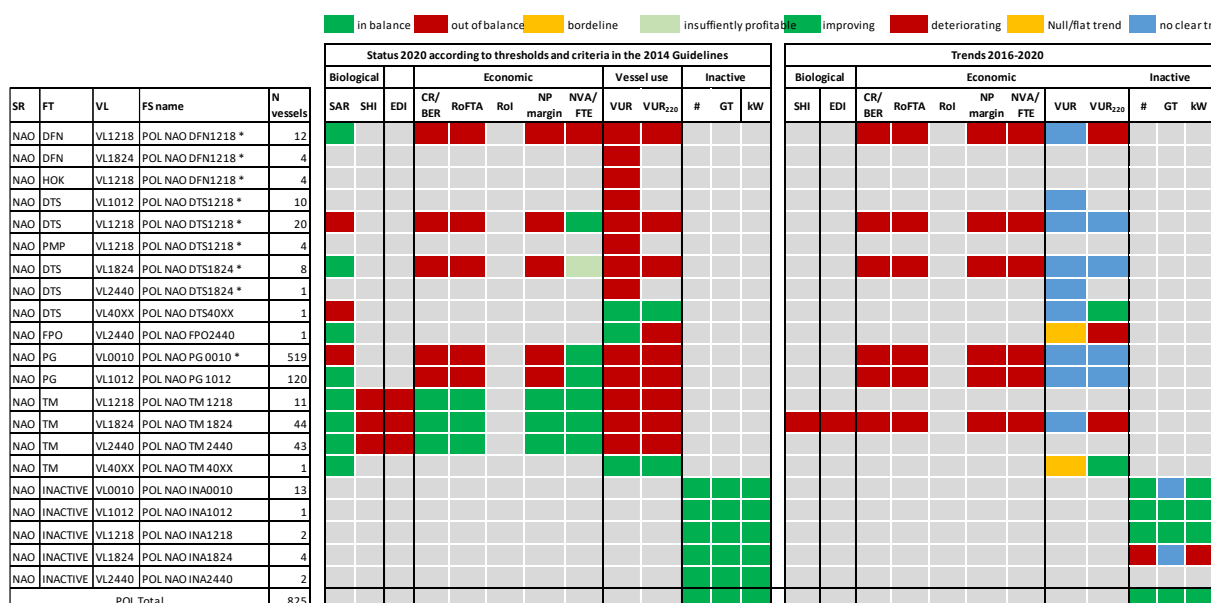 in balance out of balance bordeline insuffiently profitable improving deteriorating Null/flat trend no clear tr
Status 2020 according to thresholds and criteria in the 2014 Guidelines Trends 2016-2020
Biological Economic Vessel use Inactive Biological Economic Inactive
SR FT VL FS name N vessels SAR SHI EDI CR/ BER RoFTA RoI NP margin NVA/ FTE VUR VUR220 # GT kW SHI EDI CR/ BER RoFTA RoI NP margin NVA/ FTE VUR VUR220 # GT kW
NAO DFN VL1218 POL NAO DFN1218 * 12
NAO DFN VL1824 POL NAO DFN1218 * 4
NAO HOK VL1218 POL NAO DFN1218 * 4
NAO DTS VL1012 POL NAO DTS1218 * 10
NAO DTS VL1218 POL NAO DTS1218 * 20
NAO PMP VL1218 POL NAO DTS1218 * 4
NAO DTS VL1824 POL NAO DTS1824 * 8
NAO DTS VL2440 POL NAO DTS1824 * 1
NAO DTS VL40XX POL NAO DTS40XX 1
NAO FPO VL2440 POL NAO FPO2440 1
NAO PG VL0010 POL NAO PG 0010 * 519
NAO PG VL1012 POL NAO PG 1012 120
NAO TM VL1218 POL NAO TM 1218 11
NAO TM VL1824 POL NAO TM 1824 44
NAO TM VL2440 POL NAO TM 2440 43
NAO TM VL40XX POL NAO TM 40XX 1
NAO INACTIVE VL0010 POL NAO INA0010 13
NAO INACTIVE VL1012 POL NAO INA1012 1
NAO INACTIVE VL1218 POL NAO INA1218 2
NAO INACTIVE VL1824 POL NAO INA1824 4
NAO INACTIVE VL2440 POL NAO INA2440 2
POL Total 825